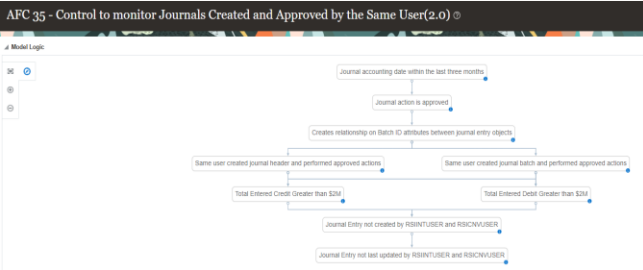 AFC 35 - Control to monitor Journals Created and Approved by the Same User(2.0)
Model Logic
Journal accounting date within the last three months
Journal action is approved
Creates relationship on Batch ID attributes between journal entry objects
Same user created journal header and performed approved actions
Same user created journal batch and performed approved actions
Total Entered Credit Greater than $2M
Total Entered Debit Greater than $2M
Journal Entry not created by RSIINTUSER and RSICNVUSER
Journal Entry not last updated by RSIINTUSER and RSICNVUSER